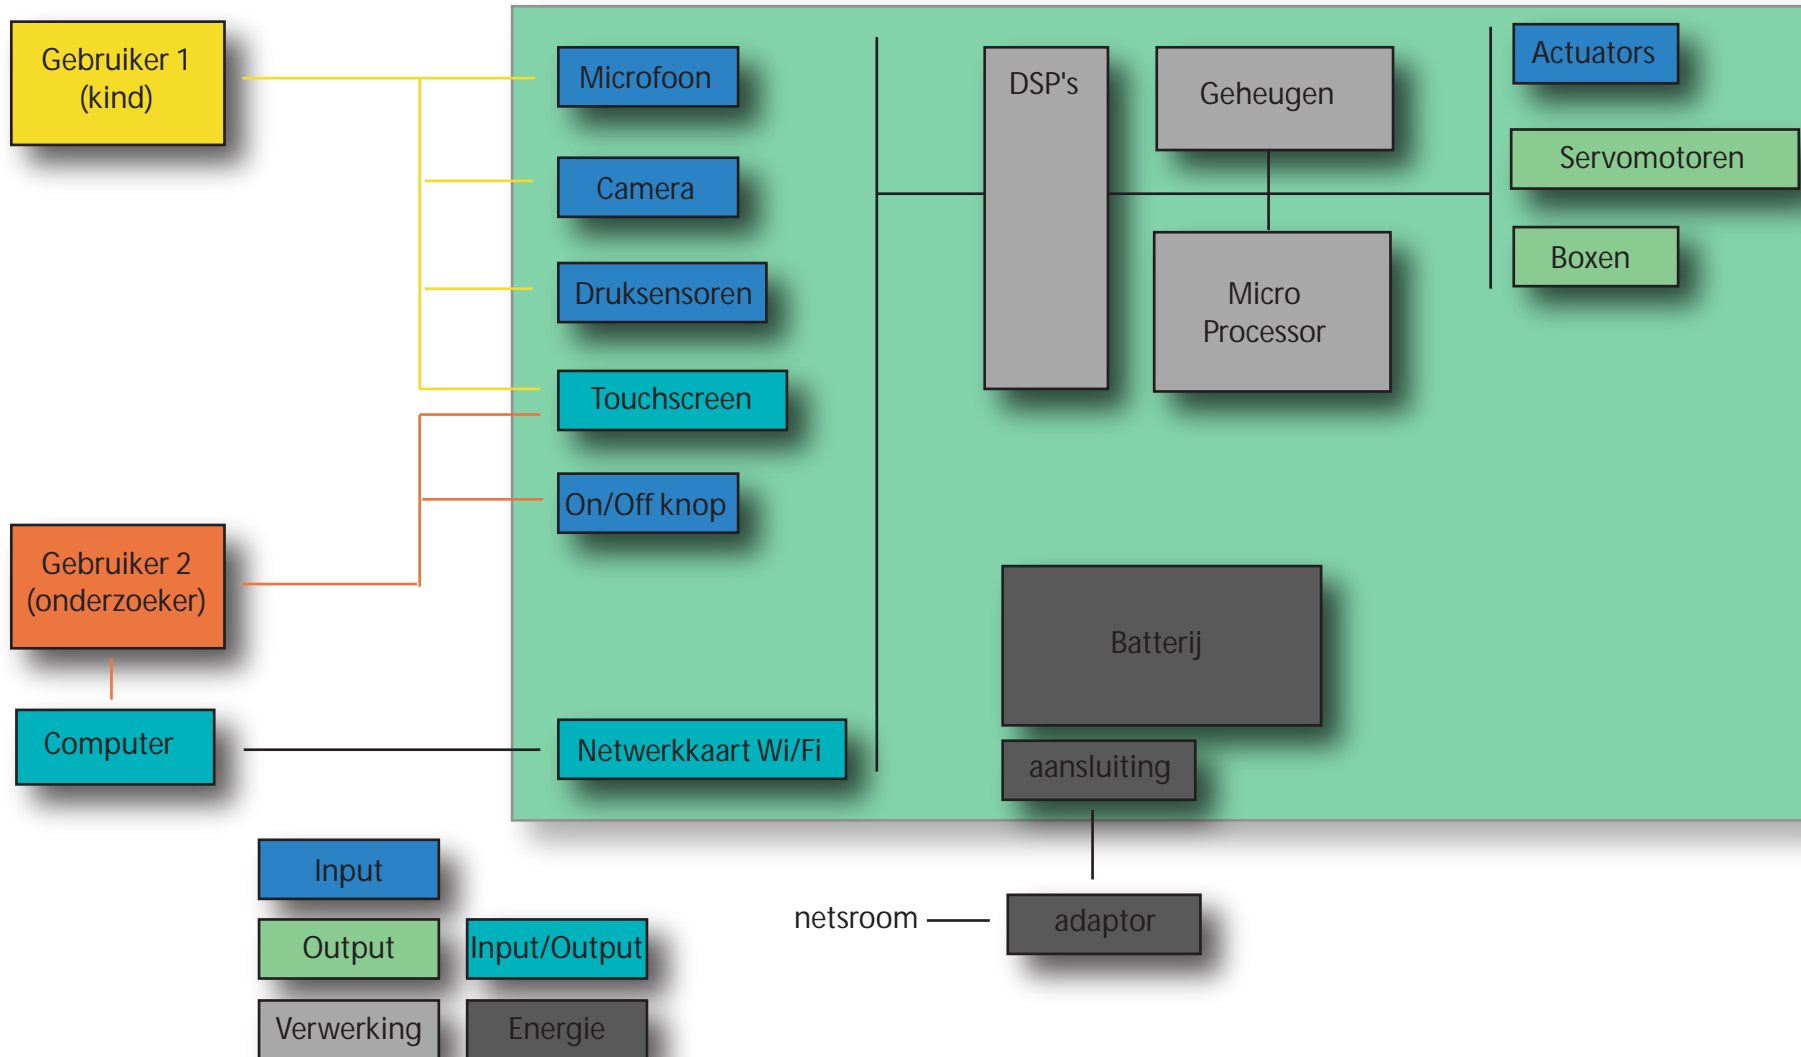 Gebruiker 1
(kind)
Microfoon
Camera
Druksensoren
Touchscreen
On/Off knop
Gebruiker 2
(onderzoeker)
Computer
Netwerkkaart Wi/Fi
DSP's
Geheugen
Micro
Processor
Actuators
Servomotoren
Boxen
Batterij
aansluiting
netsroom
adaptor
Input
Output
Input/Output
Verwerking
Energie